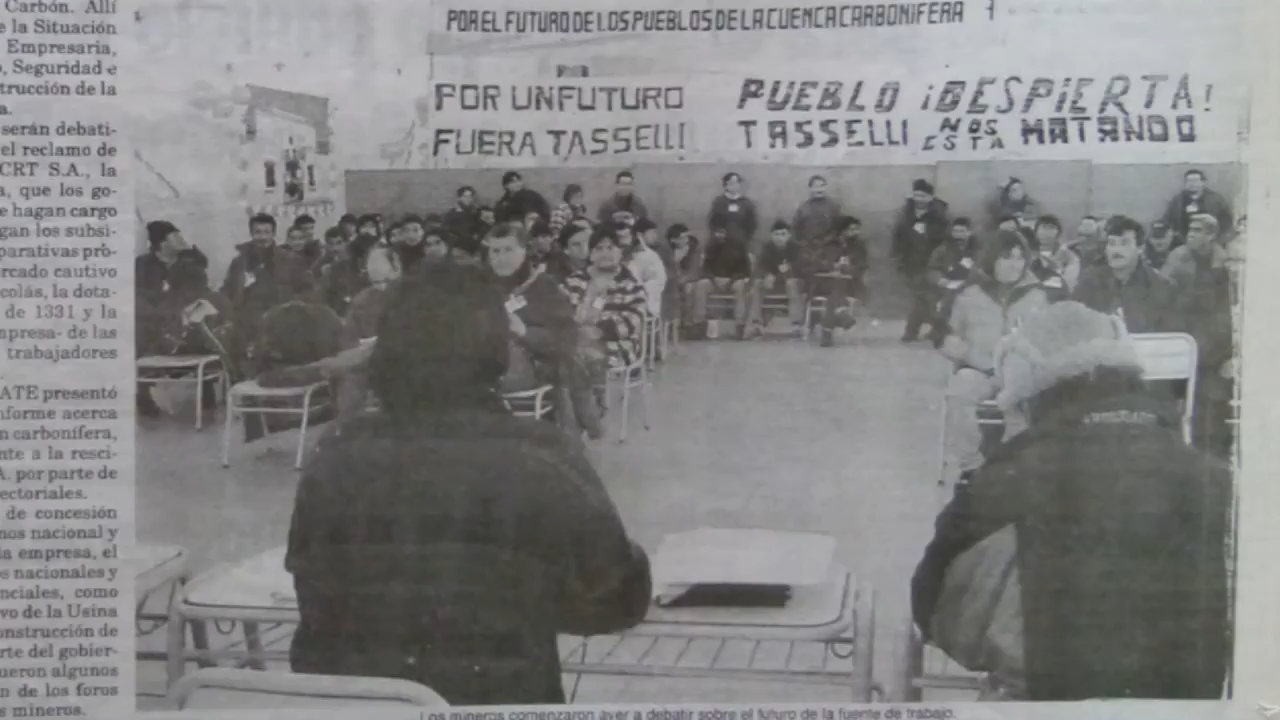 Carbón. Allí
e la Situación
Empresaria,
, Seguridad e
trucción de la
a.
serán debati-
el reclamo de
CRT S.A., la
a, que los go-
e hagan cargo
gan los subsi-
parativas pro-
rcado cautivo
colás, la dota-
de 1331 y la
mpresa- de las
trabajadores
ATE presentó
nforme acerca
n carbonífera,
nte a la resci-
A. por parte de
ectoriales.
de concesión
nos nacional y
la empresa, el
s nacionales y
nciales, como
vo de la Usina
onstrucción de
rte del gobier-
ueron algunos
n de los foros
s mineros.
POR EL FUTURO DE LOS PUEBLOS DE LA CUENCA CARBONIFERA
POR UN FUTURO
FUERA TASSELLI
PUEBLO ¡DESPIERTA!
TASSELLI NOS ESTA MATANDO
Los mineros comenzaron ayer a debatir sobre el futuro de la fuente de trabajo.